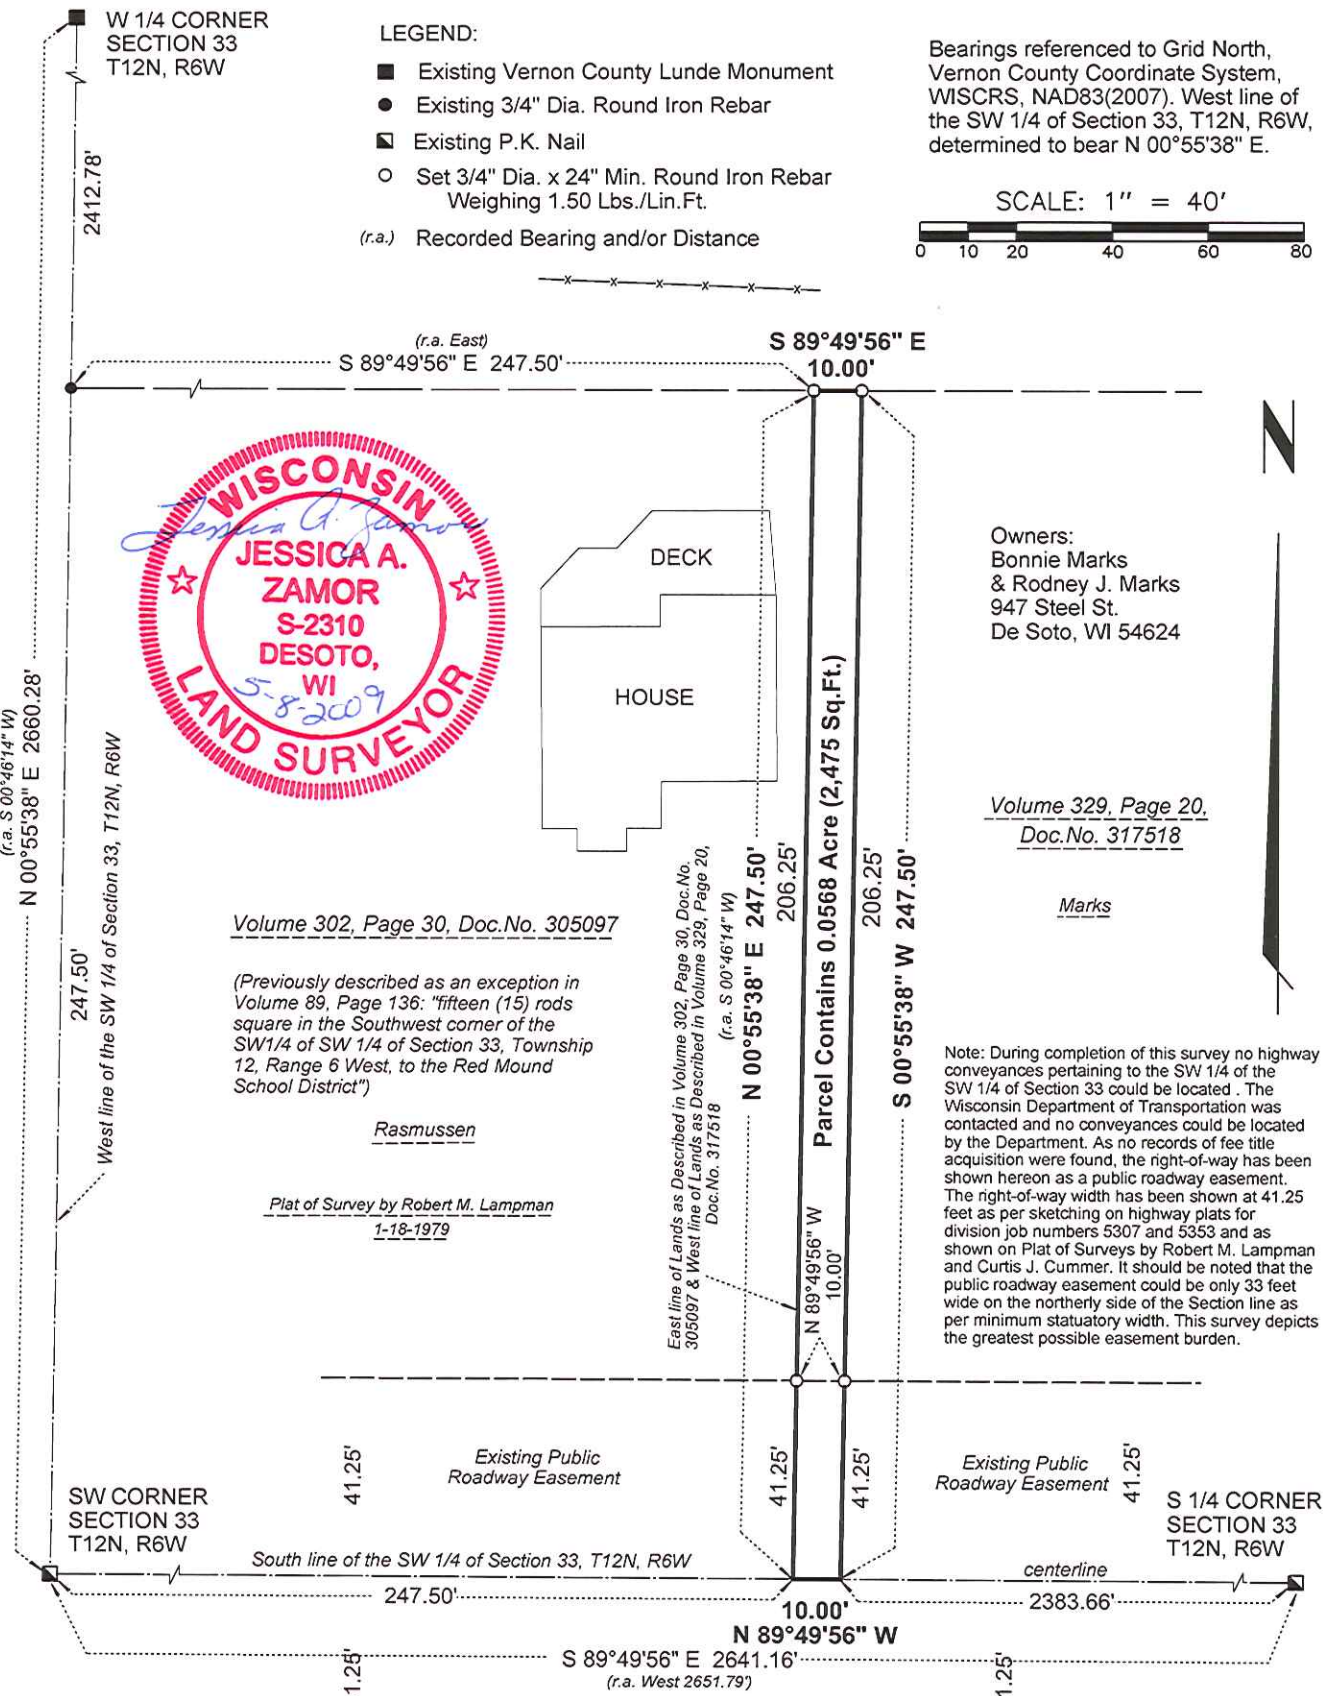 W 1/4 CORNER
SECTION 33
T12N, R6W
LEGEND:
Existing Vernon County Lunde Monument
Existing 3/4" Dia. Round Iron Rebar
Existing P.K. Nail
Set 3/4" Dia. x 24" Min. Round Iron Rebar
Weighing 1.50 Lbs./Lin.Ft.
(r.a.) Recorded Bearing and/or Distance
Bearings referenced to Grid North,
Vernon County Coordinate System,
WISCRS, NAD83(2007). West line of
the SW 1/4 of Section 33, T12N, R6W,
determined to bear N 00°55'38" E.
SCALE: 1" = 40'
0 10 20 40 60 80
x x x x x x
2412.78'
(r.a. East)
S 89°49'56" E 247.50'
S 89°49'56" E
10.00'
N
WISCONSIN
Jessica A. Zamor
JESSICA A.
ZAMOR
S-2310
DESOTO,
WI
5-8-2009
LAND SURVEYOR
DECK
HOUSE
Owners:
Bonnie Marks
& Rodney J. Marks
947 Steel St.
De Soto, WI 54624
(r.a. S 00°46'14" W)
N 00°55'38" E 2660.28'
247.50'
West line of the SW 1/4 of Section 33, T12N, R6W
Volume 302, Page 30, Doc.No. 305097
(Previously described as an exception in
Volume 89, Page 136: "fifteen (15) rods
square in the Southwest corner of the
SW1/4 of SW 1/4 of Section 33, Township
12, Range 6 West, to the Red Mound
School District")
Rasmussen
Plat of Survey by Robert M. Lampman
1-18-1979
East line of Lands as Described in Volume 302, Page 30, Doc.No.
305097 & West line of Lands as Described in Volume 329, Page 20,
Doc.No. 317518
(r.a. S 00°46'14" W)
N 00°55'38" E 247.50'
206.25'
Parcel Contains 0.0568 Acre (2,475 Sq.Ft.)
206.25'
S 00°55'38" W 247.50'
N 89°49'56" W
10.00'
Volume 329, Page 20,
Doc.No. 317518
Marks
Note: During completion of this survey no highway
conveyances pertaining to the SW 1/4 of the
SW 1/4 of Section 33 could be located . The
Wisconsin Department of Transportation was
contacted and no conveyances could be located
by the Department. As no records of fee title
acquisition were found, the right-of-way has been
shown hereon as a public roadway easement.
The right-of-way width has been shown at 41.25
feet as per sketching on highway plats for
division job numbers 5307 and 5353 and as
shown on Plat of Surveys by Robert M. Lampman
and Curtis J. Cummer. It should be noted that the
public roadway easement could be only 33 feet
wide on the northerly side of the Section line as
per minimum statuatory width. This survey depicts
the greatest possible easement burden.
41.25'
Existing Public
Roadway Easement
41.25'
41.25'
Existing Public
Roadway Easement
41.25'
SW CORNER
SECTION 33
T12N, R6W
S 1/4 CORNER
SECTION 33
T12N, R6W
South line of the SW 1/4 of Section 33, T12N, R6W
centerline
247.50'
10.00'
N 89°49'56" W
2383.66'
S 89°49'56" E 2641.16'
(r.a. West 2651.79')
1.25'
1.25'